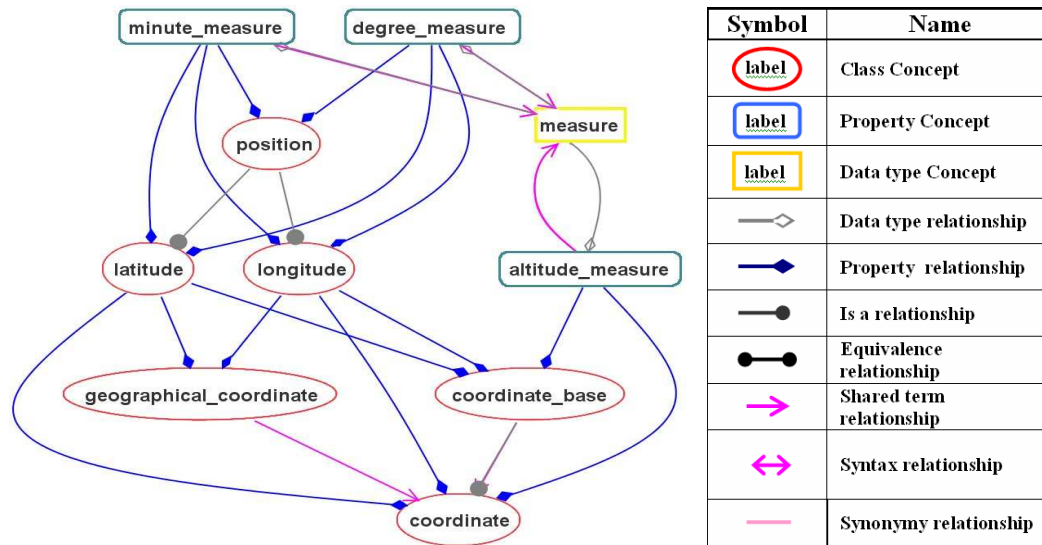 minute_measure
degree_measure
position
measure
latitude
longitude
altitude_measure
geographical_coordinate
coordinate_base
coordinate
Symbol Name
label Class Concept
label Property Concept
label Data type Concept
Data type relationship
Property relationship
Is a relationship
Equivalence
relationship
Shared term
relationship
Syntax relationship
Synonymy relationship